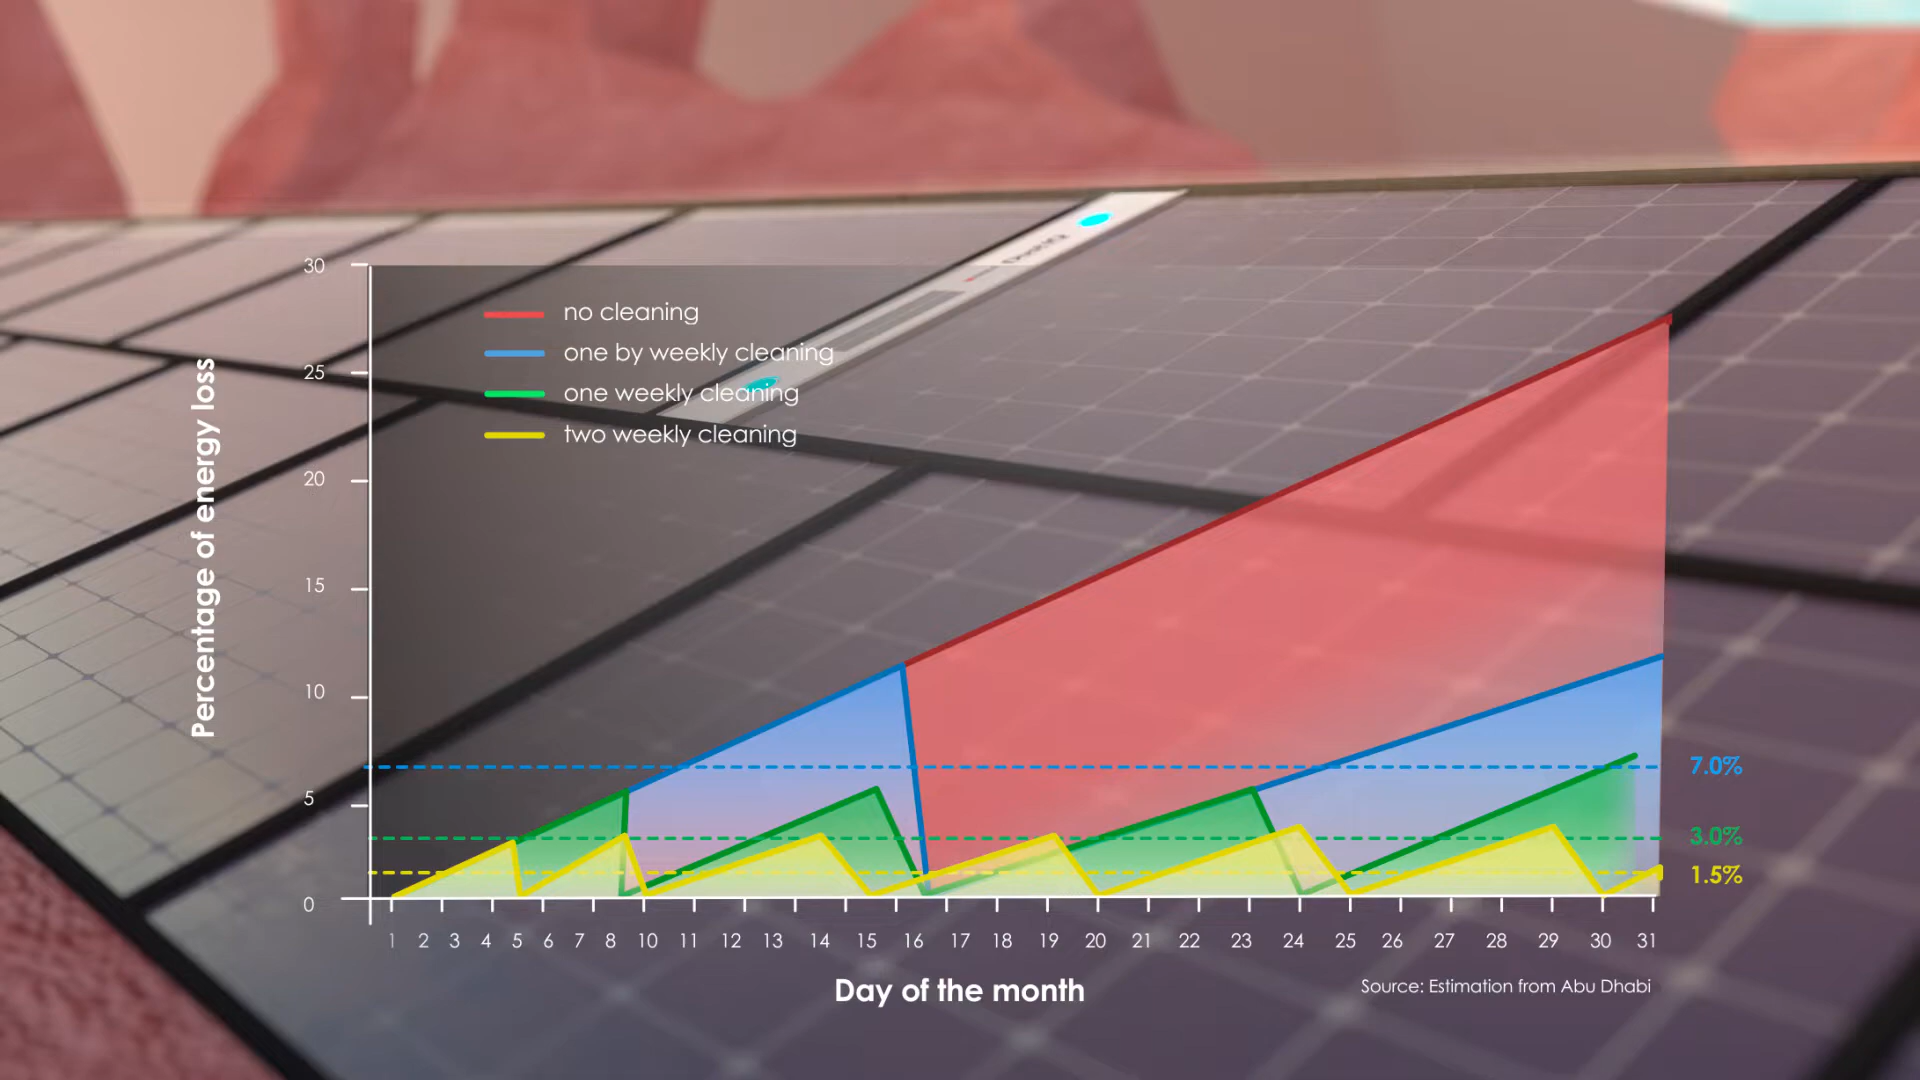 30
no cleaning
one by weekly cleaning
25
one weekly cleaning
two weekly cleaning
20
15
10
5
0
Percentage of energy loss
7.0%
3.0%
1.5%
1 2 3 4 5 6 7 8 10 11 12 13 14 15 16 17 18 19 20 21 22 23 24 25 26 27 28 29 30 31
Day of the month
Source: Estimation from Abu Dhabi